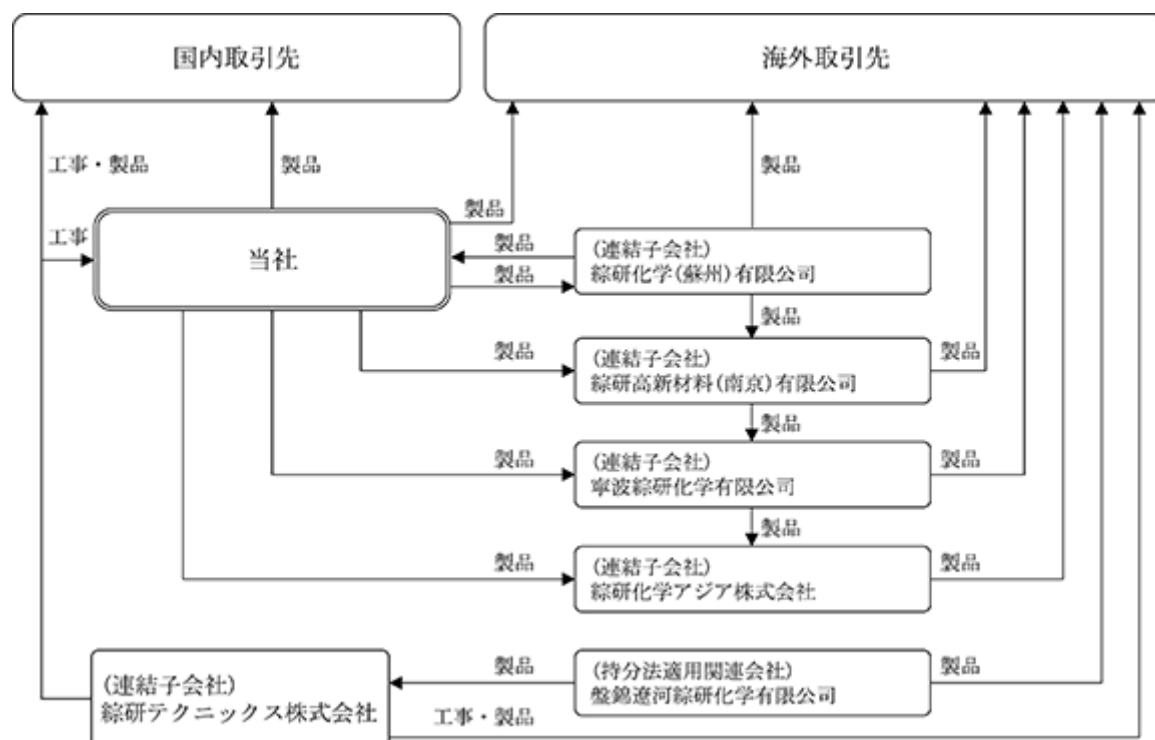 国内取引先
海外取引先
工事・製品
製品
製品
製品
工事
当社
製品
製品
(連結子会社)
綜研化学(蘇州)有限公司
製品
製品
(連結子会社)
綜研高新材料(南京)有限公司
製品
製品
製品
(連結子会社)
寧波綜研化学有限公司
製品
製品
製品
(連結子会社)
綜研化学アジア株式会社
製品
(連結子会社)
綜研テクニックス株式会社
製品
(持分法適用関連会社)
盤錦遼河綜研化学有限公司
製品
工事・製品